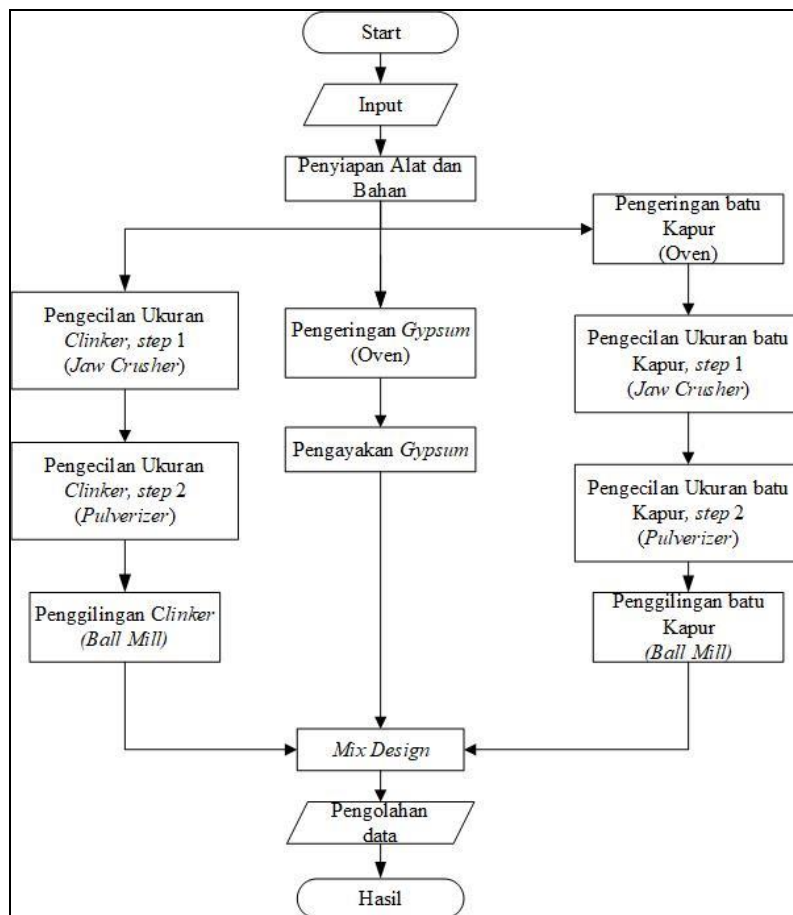 Start
Input
Penyiapan Alat dan
Bahan
Pengecilan Ukuran
Clinker, step 1
(Jaw Crusher)
Pengecilan Ukuran
Clinker, step 2
(Pulverizer)
Penggilingan Clinker
(Ball Mill)
Pengeringan Gypsum
(Oven)
Pengayakan Gypsum
Pengeringan batu
Kapur
(Oven)
Pengecilan Ukuran batu
Kapur, step 1
(Jaw Crusher)
Pengecilan Ukuran batu
Kapur, step 2
(Pulverizer)
Penggilingan batu
Kapur
(Ball Mill)
Mix Design
Pengolahan
data
Hasil